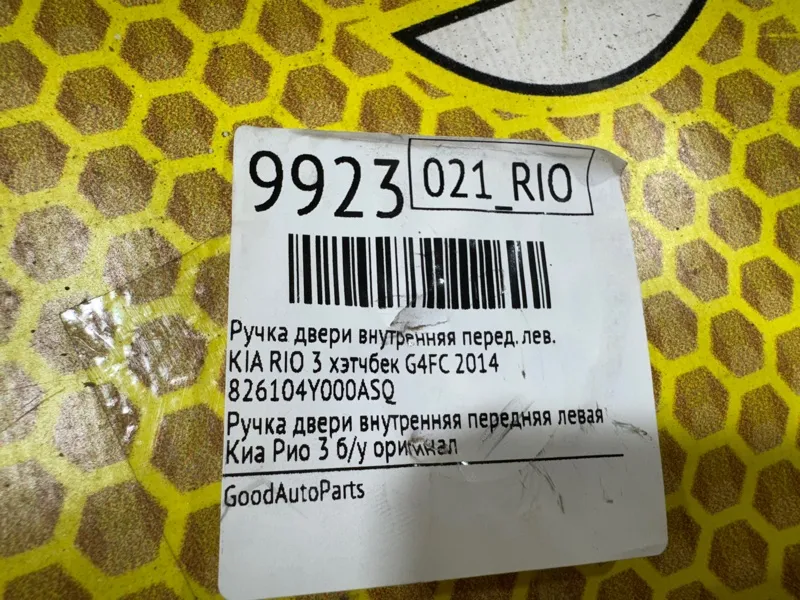 9923
021_RIO
Ручка двери внутренняя перед. лев.
KIA RIO 3 хэтчбек G4FC 2014
826104Y000ASQ
Ручка двери внутренняя передняя левая
Киа Рио 3 б/у оригинал
GoodAutoParts